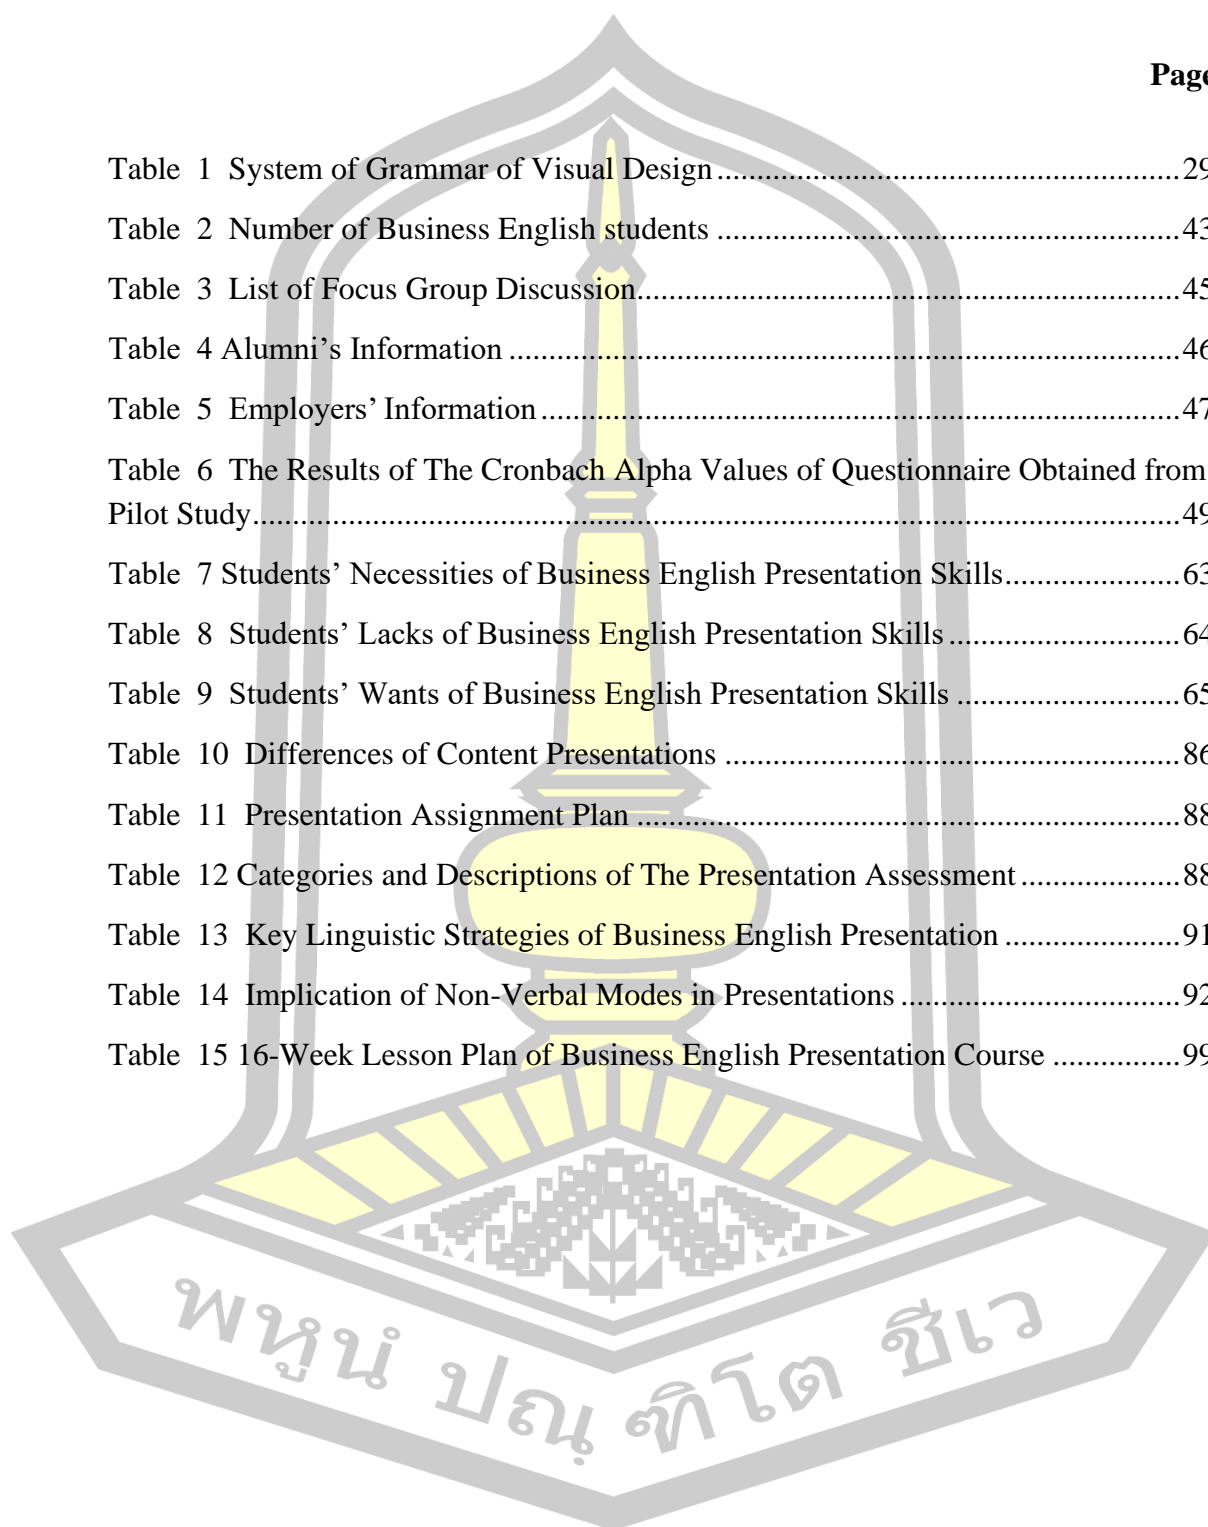 Page
Table 1 System of Grammar of Visual Design.....................................................29
Table 2 Number of Business English students .....................................................43
Table 3 List of Focus Group Discussion..............................................................45
Table 4 Alumni’s Information .............................................................................46
Table 5 Employers’ Information..........................................................................47
Table 6 The Results of The Cronbach Alpha Values of Questionnaire Obtained from
Pilot Study............................................................................................................49
Table 7 Students’ Necessities of Business English Presentation Skills....................63
Table 8 Students’ Lacks of Business English Presentation Skills ..........................64
Table 9 Students’ Wants of Business English Presentation Skills .........................65
Table 10 Differences of Content Presentations ....................................................86
Table 11 Presentation Assignment Plan ..............................................................88
Table 12 Categories and Descriptions of The Presentation Assessment..................88
Table 13 Key Linguistic Strategies of Business English Presentation ....................91
Table 14 Implication of Non-Verbal Modes in Presentations................................92
Table 15 16-Week Lesson Plan of Business English Presentation Course ...............99
พหูนํ ปณฺฑิโต ชีเว